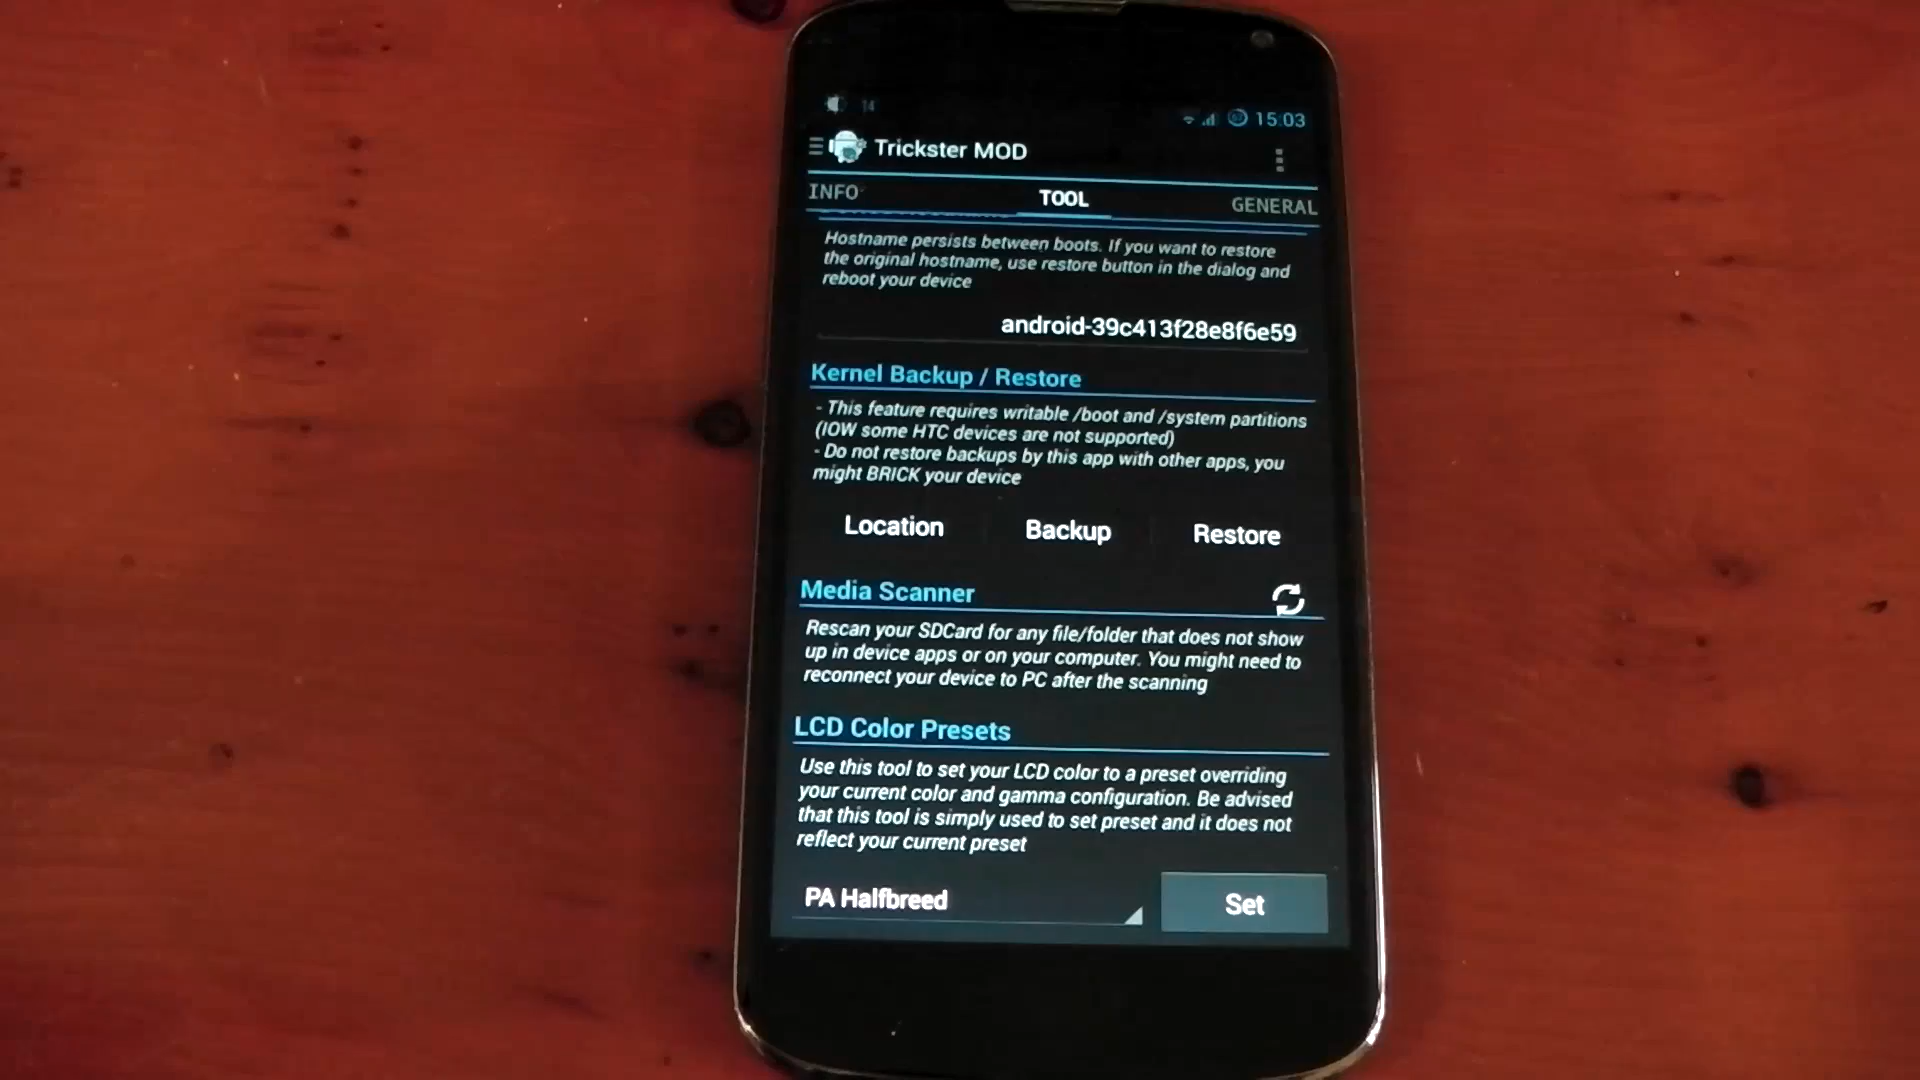 14
15:03
Trickster MOD
INFO TOOL GENERAL
Hostname persists between boots. If you want to restore
the original hostname, use restore button in the dialog and
reboot your device
android-39c413f28e8f6e59
Kernel Backup / Restore
- This feature requires writable /boot and /system partitions
(IOW some HTC devices are not supported)
- Do not restore backups by this app with other apps, you
might BRICK your device
Location Backup Restore
Media Scanner
Rescan your SDCard for any file/folder that does not show
up in device apps or on your computer. You might need to
reconnect your device to PC after the scanning
LCD Color Presets
Use this tool to set your LCD color to a preset overriding
your current color and gamma configuration. Be advised
that this tool is simply used to set preset and it does not
reflect your current preset
PA Halfbreed Set